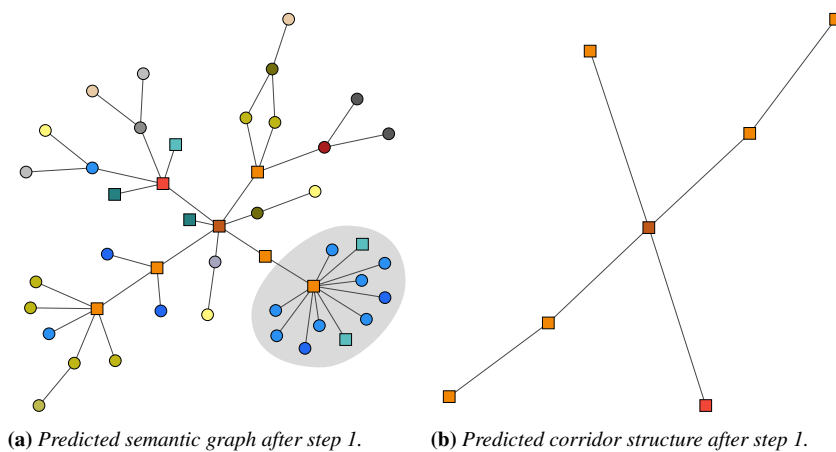 (a) Predicted semantic graph after step 1.
(b) Predicted corridor structure after step 1.